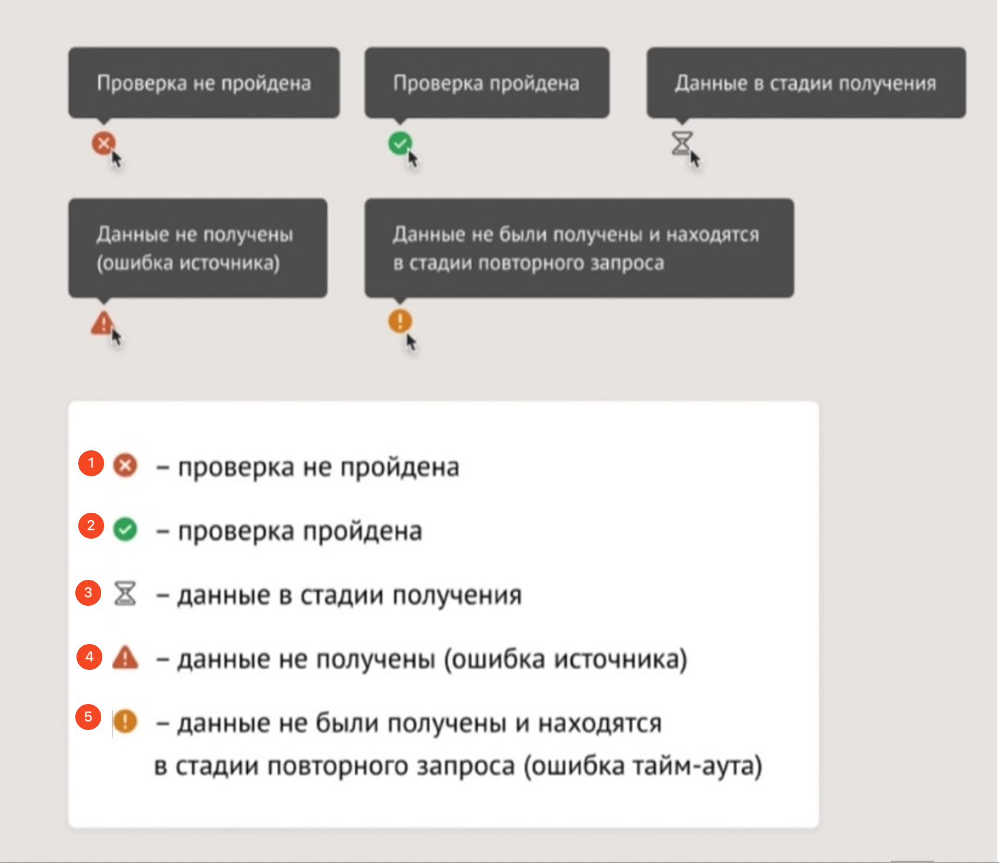 Проверка не пройдена
Проверка пройдена
Данные в стадии получения
Данные не получены
(ошибка источника)
Данные не были получены и находятся
в стадии повторного запроса
1 – проверка не пройдена
2 – проверка пройдена
3 – данные в стадии получения
4 – данные не получены (ошибка источника)
5 – данные не были получены и находятся
в стадии повторного запроса (ошибка тайм-аута)